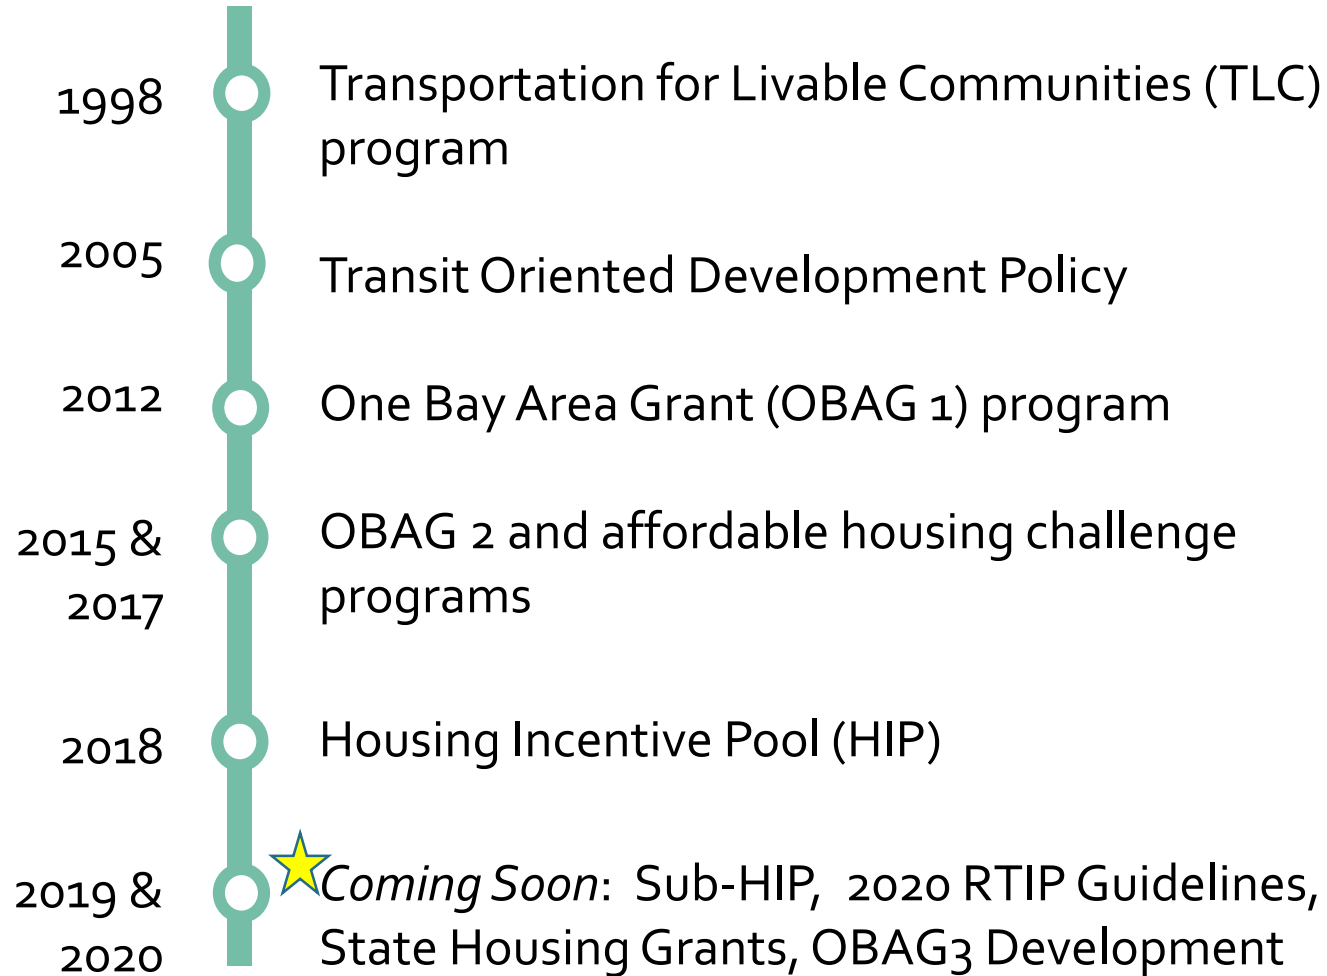 1998
Transportation for Livable Communities (TLC)
program
2005
Transit Oriented Development Policy
2012
One Bay Area Grant (OBAG 1) program
2015 &
2017
OBAG 2 and affordable housing challenge
programs
2018
Housing Incentive Pool (HIP)
2019 &
2020
Coming Soon: Sub-HIP, 2020 RTIP Guidelines,
State Housing Grants, OBAG3 Development